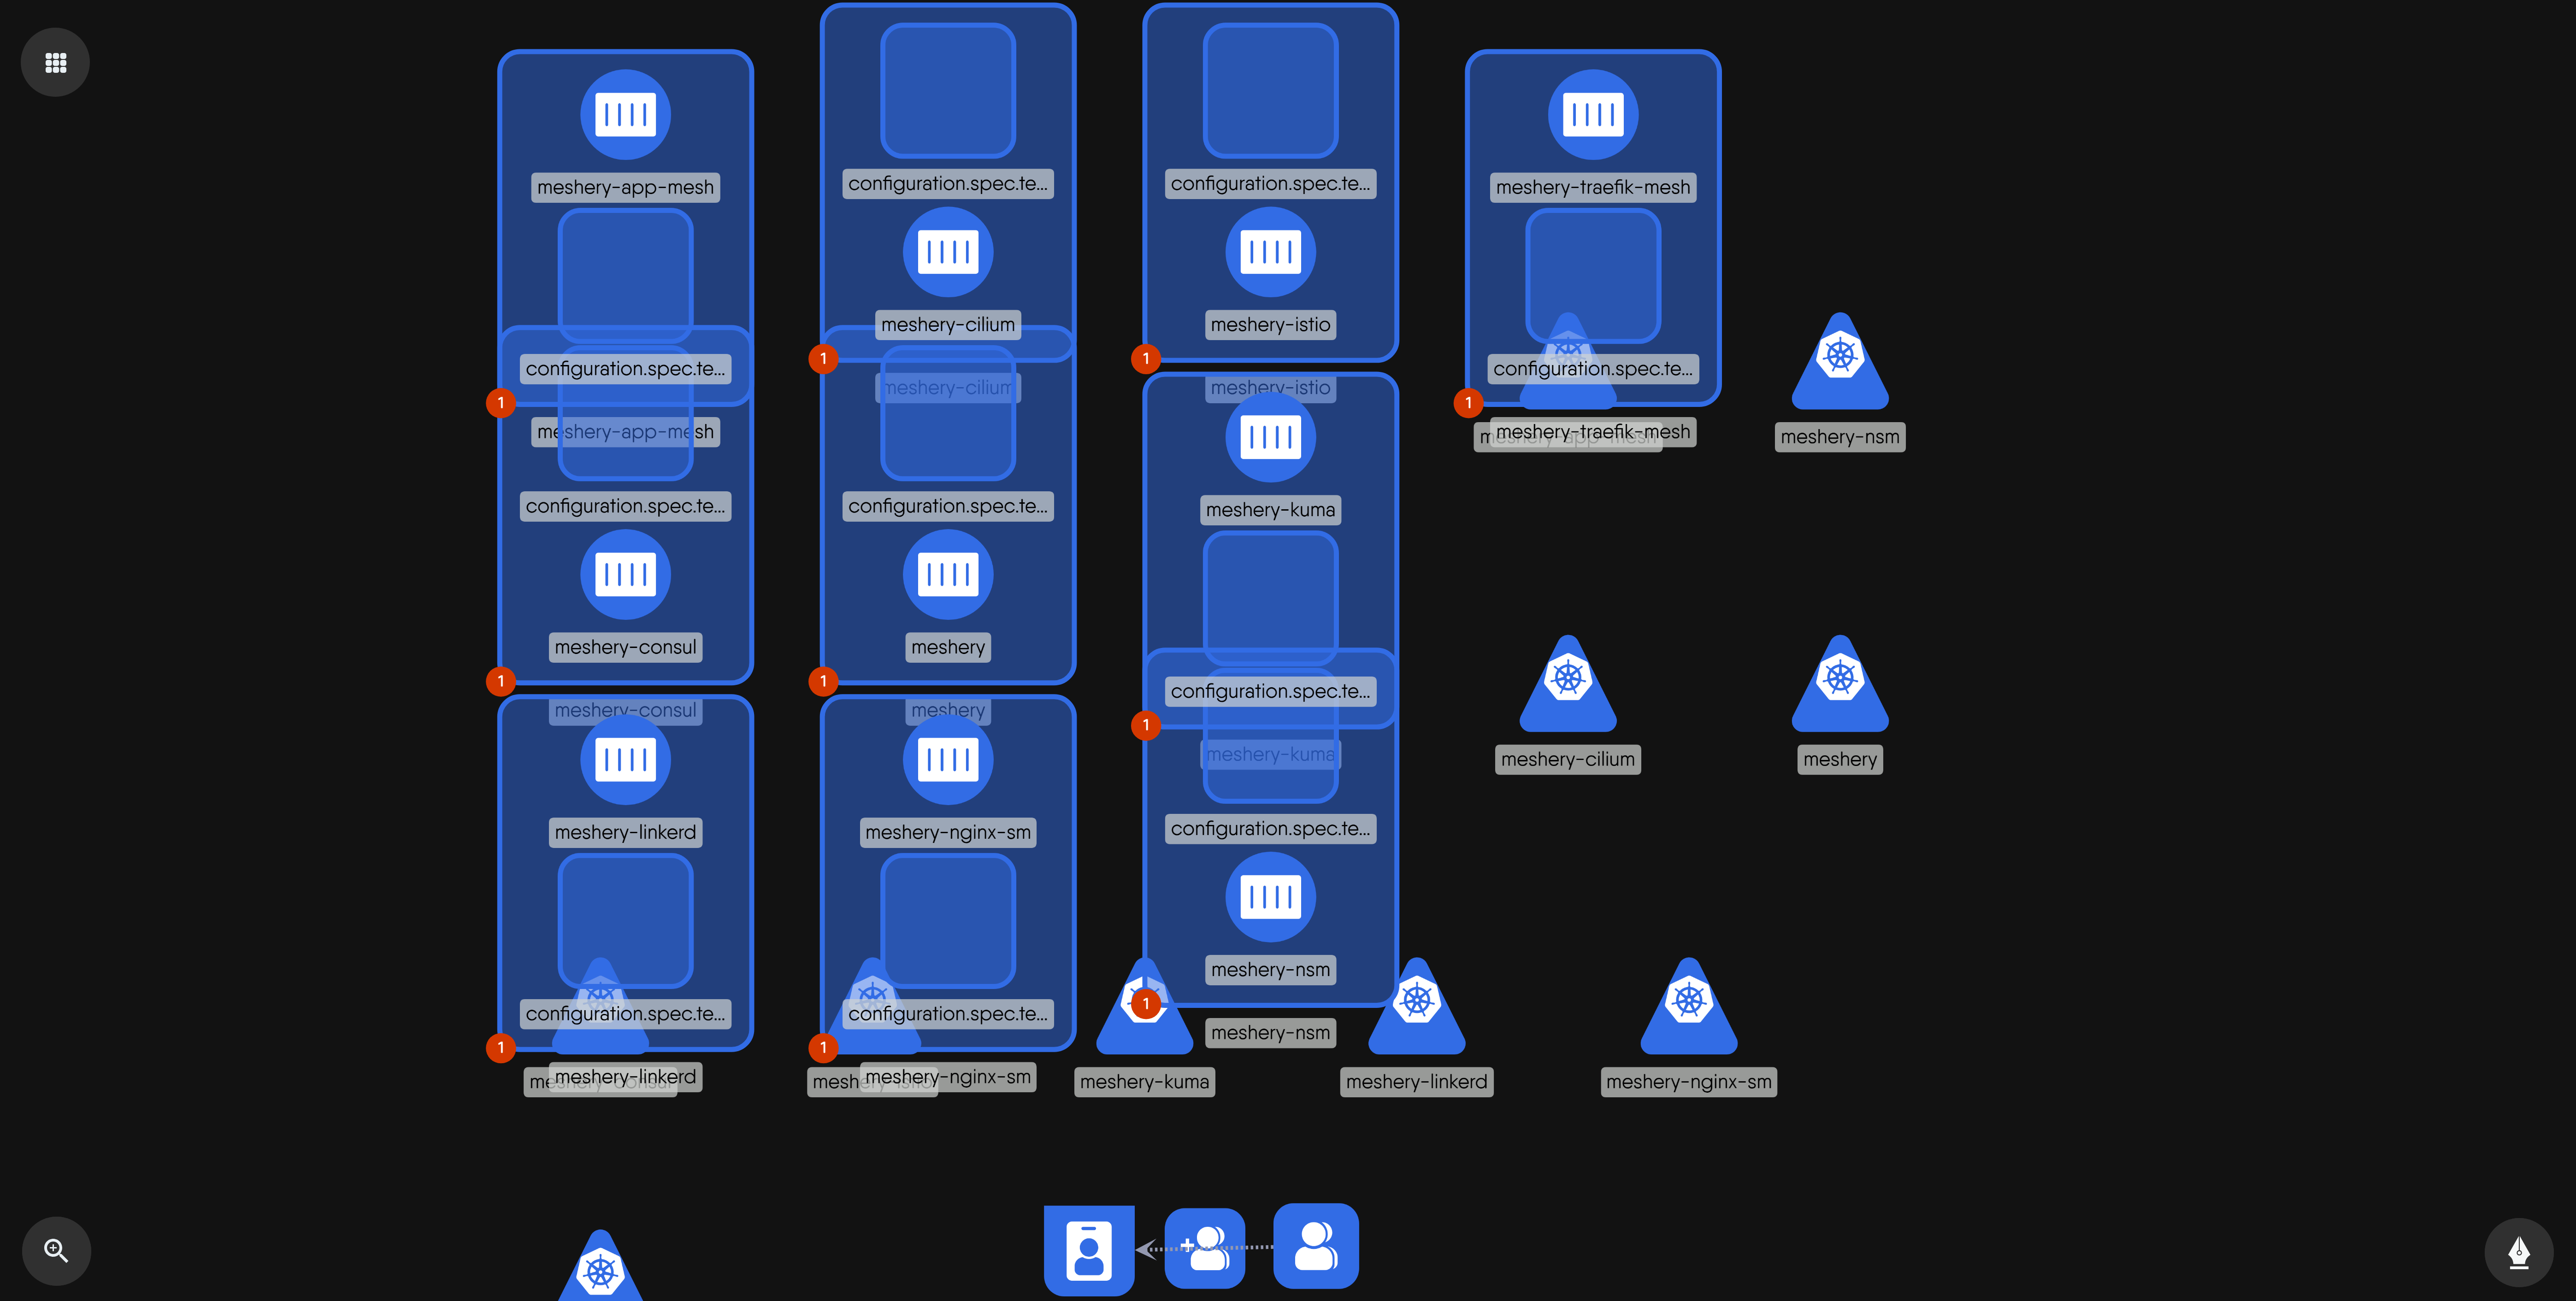 meshery-app-mesh
configuration.spec.te...
1
meshery-app-mesh
configuration.spec.te...
meshery-consul
1
meshery-consul
meshery-linkerd
configuration.spec.te...
1
meshery-linkerd
configuration.spec.te...
meshery-cilium
1
meshery-cilium
configuration.spec.te...
meshery
1
meshery
meshery-nginx-sm
configuration.spec.te...
1
meshery-nginx-sm
configuration.spec.te...
meshery-istio
1
meshery-istio
meshery-kuma
configuration.spec.te...
1
meshery-kuma
configuration.spec.te...
meshery-nsm
1
meshery-nsm
meshery-kuma
meshery-traefik-mesh
configuration.spec.te...
1
meshery-traefik-mesh
meshery-nsm
meshery-cilium
meshery
meshery-linkerd
meshery-nginx-sm